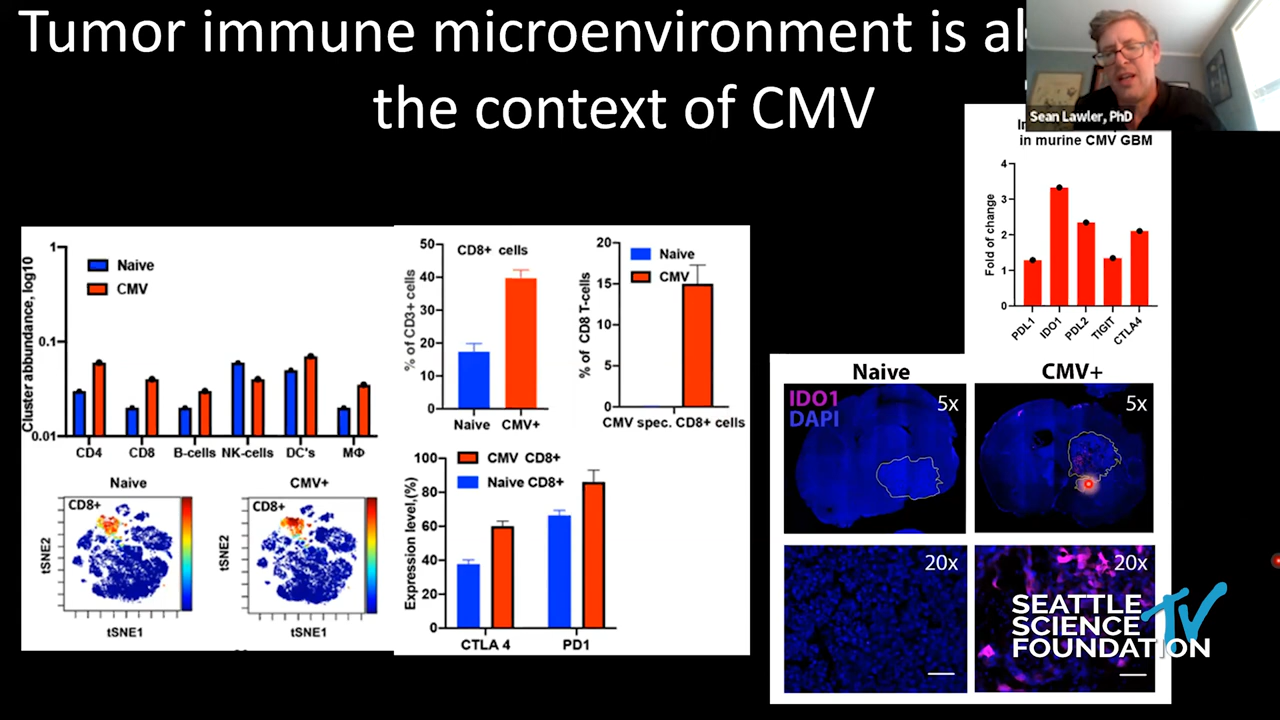 Tumor immune microenvironment is al
the context of CMV
Sean Lawler, PhD
in murine CMV GBM
Fold of change
4
3
2
1
0
PDL1
IDO1
PDL2
TIGIT
CTLA4
Cluster abbundance, log10
1
0.1
0.01
Naive
CMV
CD4
CD8
B-cells
NK-cells
DC's
MΦ
Naive
CMV+
CD8+
CD8+
tSNE2
tSNE2
tSNE1
tSNE1
CD8+ cells
% of CD3+ cells
50
40
30
20
10
0
Naive
CMV+
% of CD8 T-cells
20
15
10
5
0
Naive
CMV
CMV spec. CD8+ cells
Expression level,(%)
100
80
60
40
20
0
CMV CD8+
Naive CD8+
CTLA 4
PD1
Naive
CMV+
IDO1
DAPI
5x
5x
20x
20x
SEATTLE
SCIENCE
FOUNDATION
TV